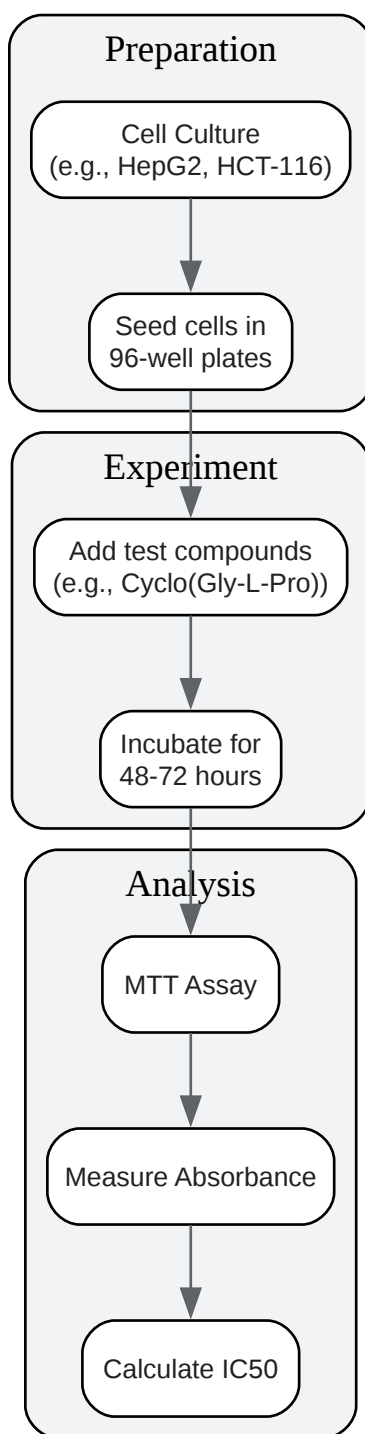 Preparation
Cell Culture
(e.g., HepG2, HCT-116)
Seed cells in
96-well plates
Experiment
Add test compounds
(e.g., Cyclo(Gly-L-Pro))
Incubate for
48-72 hours
Analysis
MTT Assay
Measure Absorbance
Calculate IC50